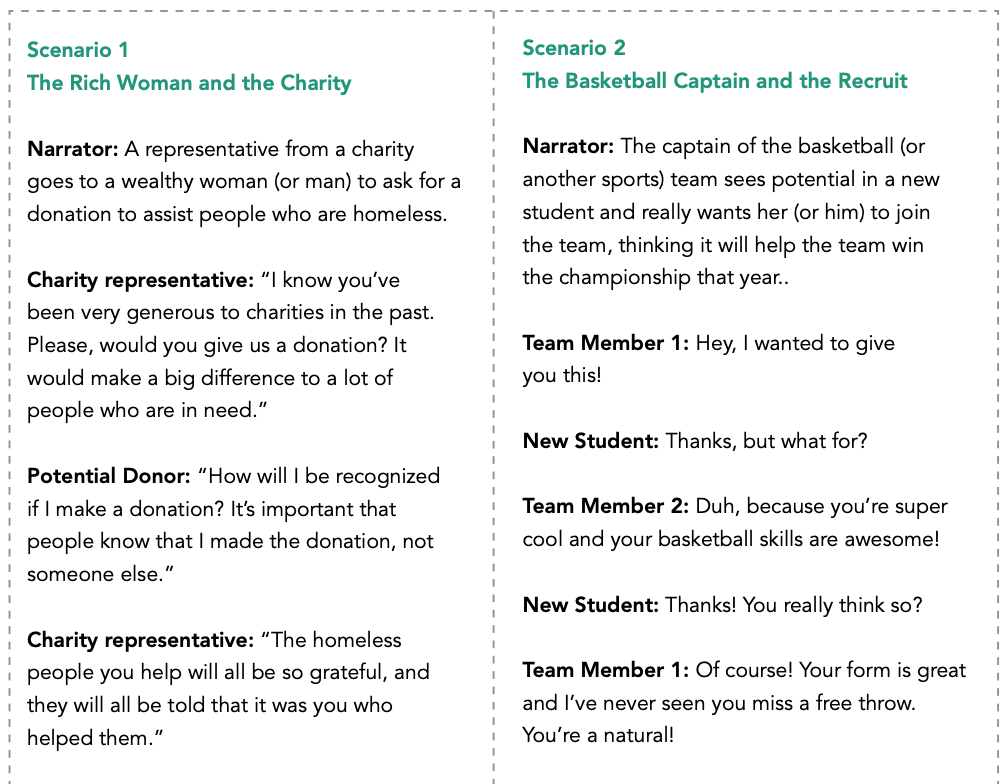 Scenario 1
The Rich Woman and the Charity
Narrator: A representative from a charity
goes to a wealthy woman (or man) to ask for a
donation to assist people who are homeless.
Charity representative: “I know you’ve
been very generous to charities in the past.
Please, would you give us a donation? It
would make a big difference to a lot of
people who are in need.”
Potential Donor: “How will I be recognized
if I make a donation? It’s important that
people know that I made the donation, not
someone else.”
Charity representative: “The homeless
people you help will all be so grateful, and
they will all be told that it was you who
helped them.”
Scenario 2
The Basketball Captain and the Recruit
Narrator: The captain of the basketball (or
another sports) team sees potential in a new
student and really wants her (or him) to join
the team, thinking it will help the team win
the championship that year..
Team Member 1: Hey, I wanted to give
you this!
New Student: Thanks, but what for?
Team Member 2: Duh, because you’re super
cool and your basketball skills are awesome!
New Student: Thanks! You really think so?
Team Member 1: Of course! Your form is great
and I’ve never seen you miss a free throw.
You’re a natural!